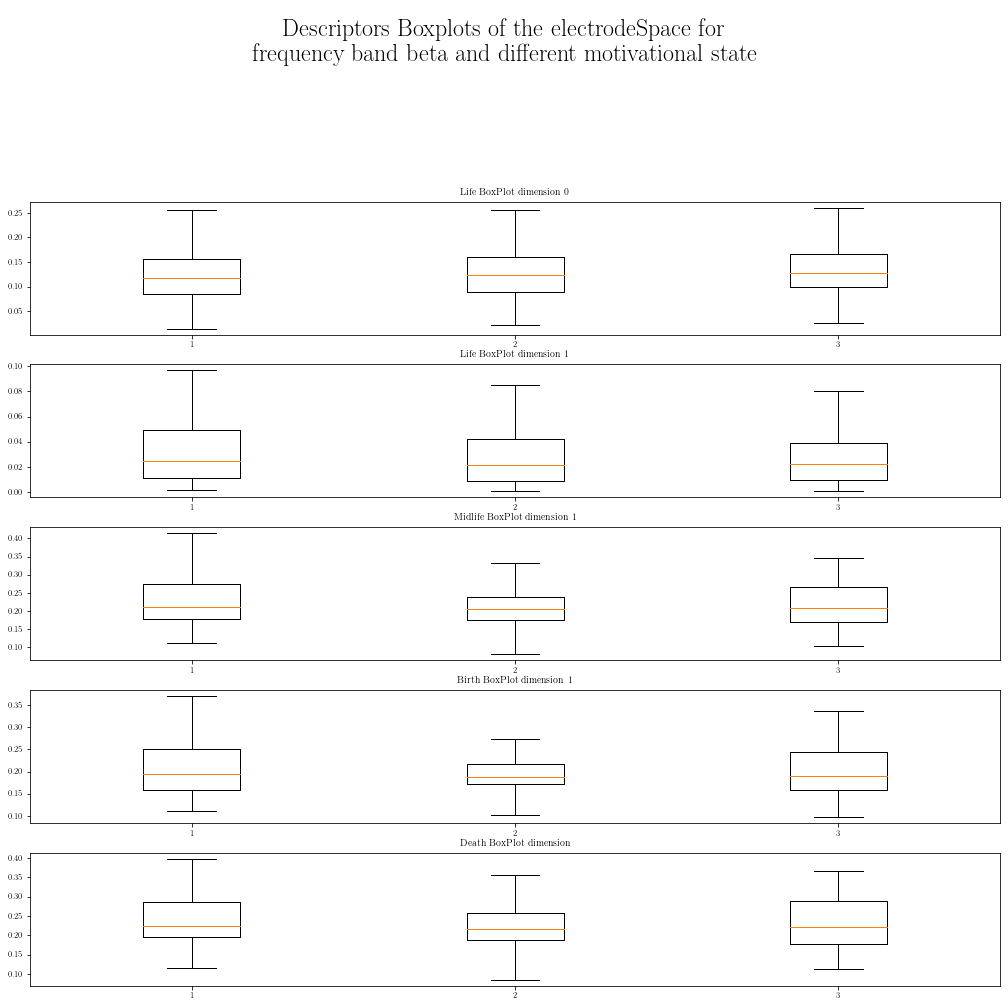 Descriptors Boxplots of the electrodeSpace for
frequency band beta and different motivational state
Life BoxPlot dimension 0
0.25
0.20
0.15
0.10
0.05
1 2 3
Life BoxPlot dimension 1
0.10
0.08
0.06
0.04
0.02
0.00
1 2 3
Midlife BoxPlot dimension 1
0.40
0.35
0.30
0.25
0.20
0.15
0.10
1 2 3
Birth BoxPlot dimension 1
0.35
0.30
0.25
0.20
0.15
0.10
1 2 3
Death BoxPlot dimension
0.40
0.35
0.30
0.25
0.20
0.15
0.10
1 2 3